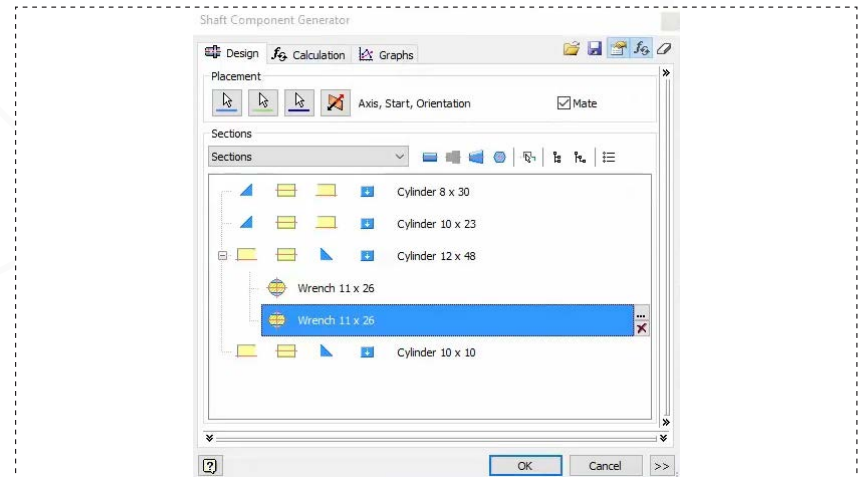 Shaft Component Generator
Design Calculation Graphs
Placement
Axis, Start, Orientation Mate
Sections
Sections
Cylinder 8 x 30
Cylinder 10 x 23
Cylinder 12 x 48
Wrench 11 x 26
Wrench 11 x 26
...
Cylinder 10 x 10
OK Cancel >>